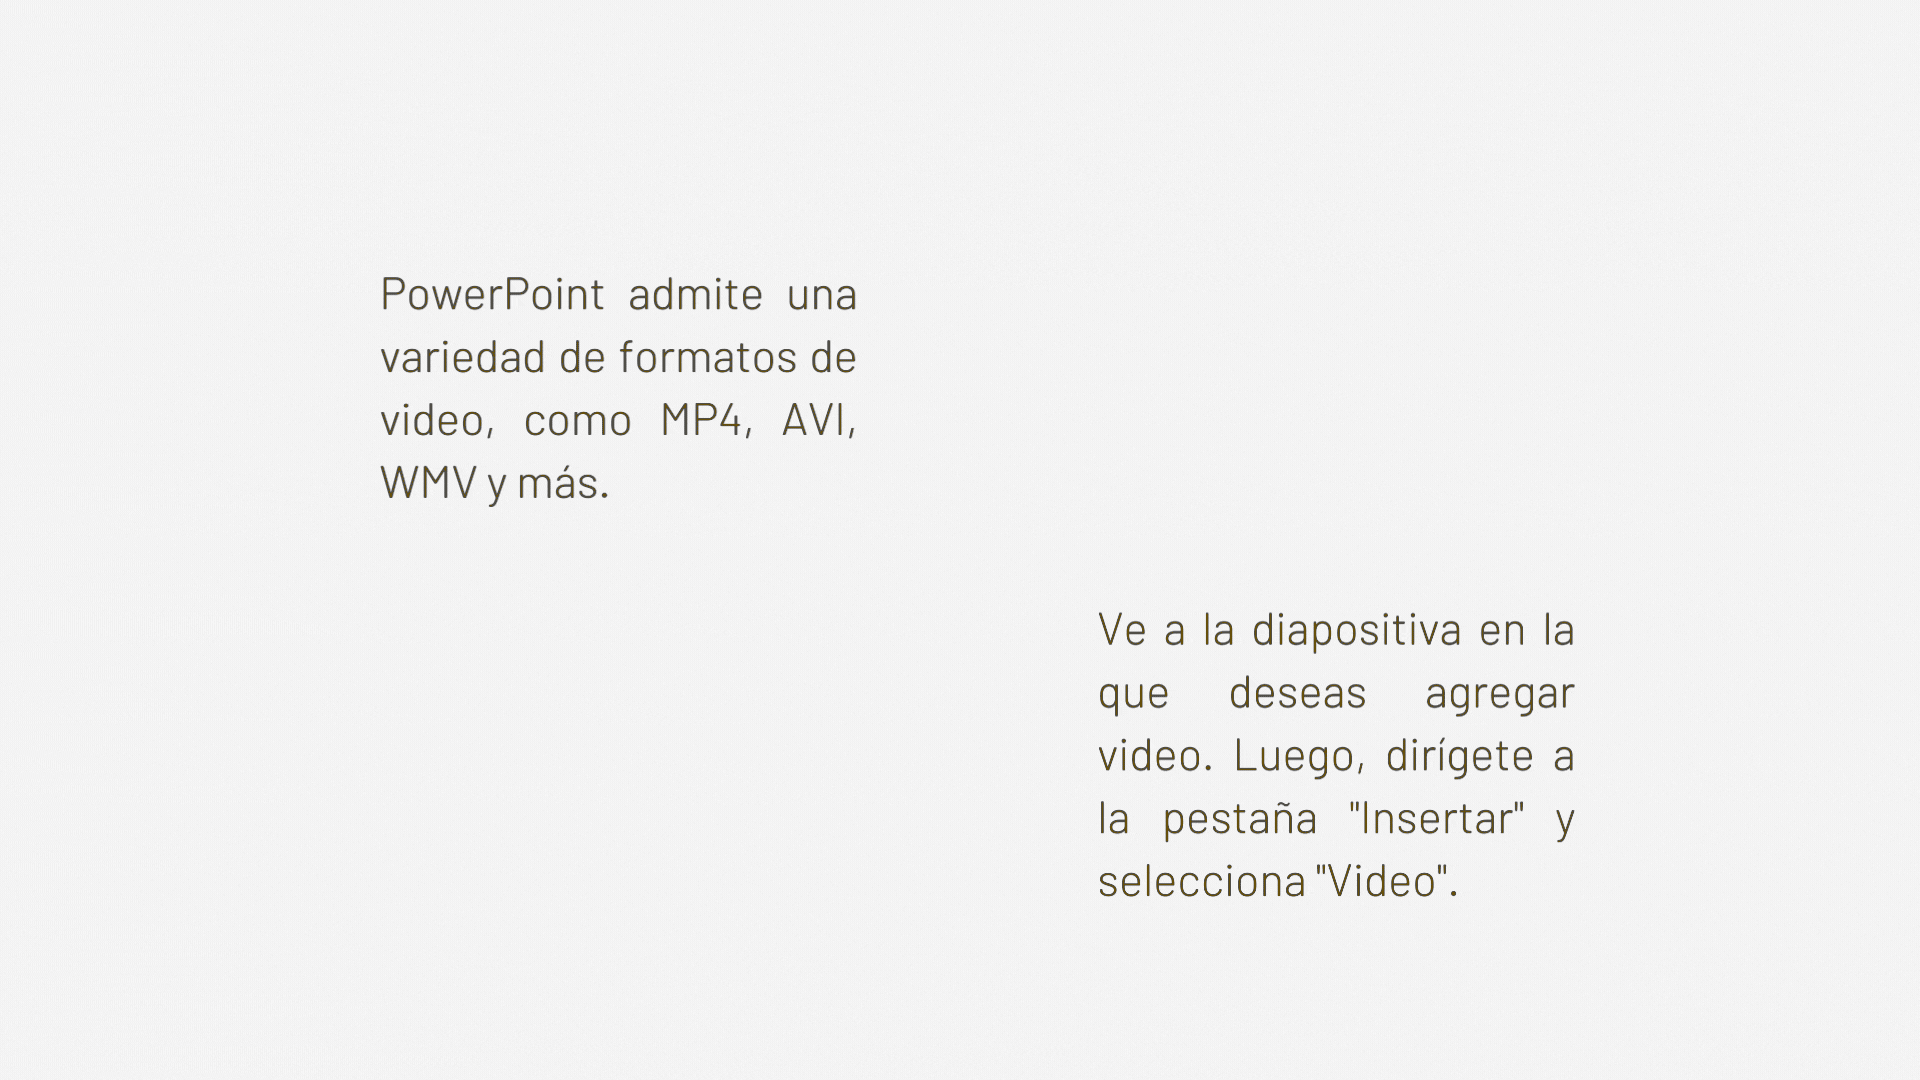 PowerPoint admite una
variedad de formatos de
video, como MP4, AVI,
WMV y más.
Ve a la diapositiva en la
que deseas agregar
video. Luego, dirígete a
la pestaña "Insertar" y
selecciona "Video".